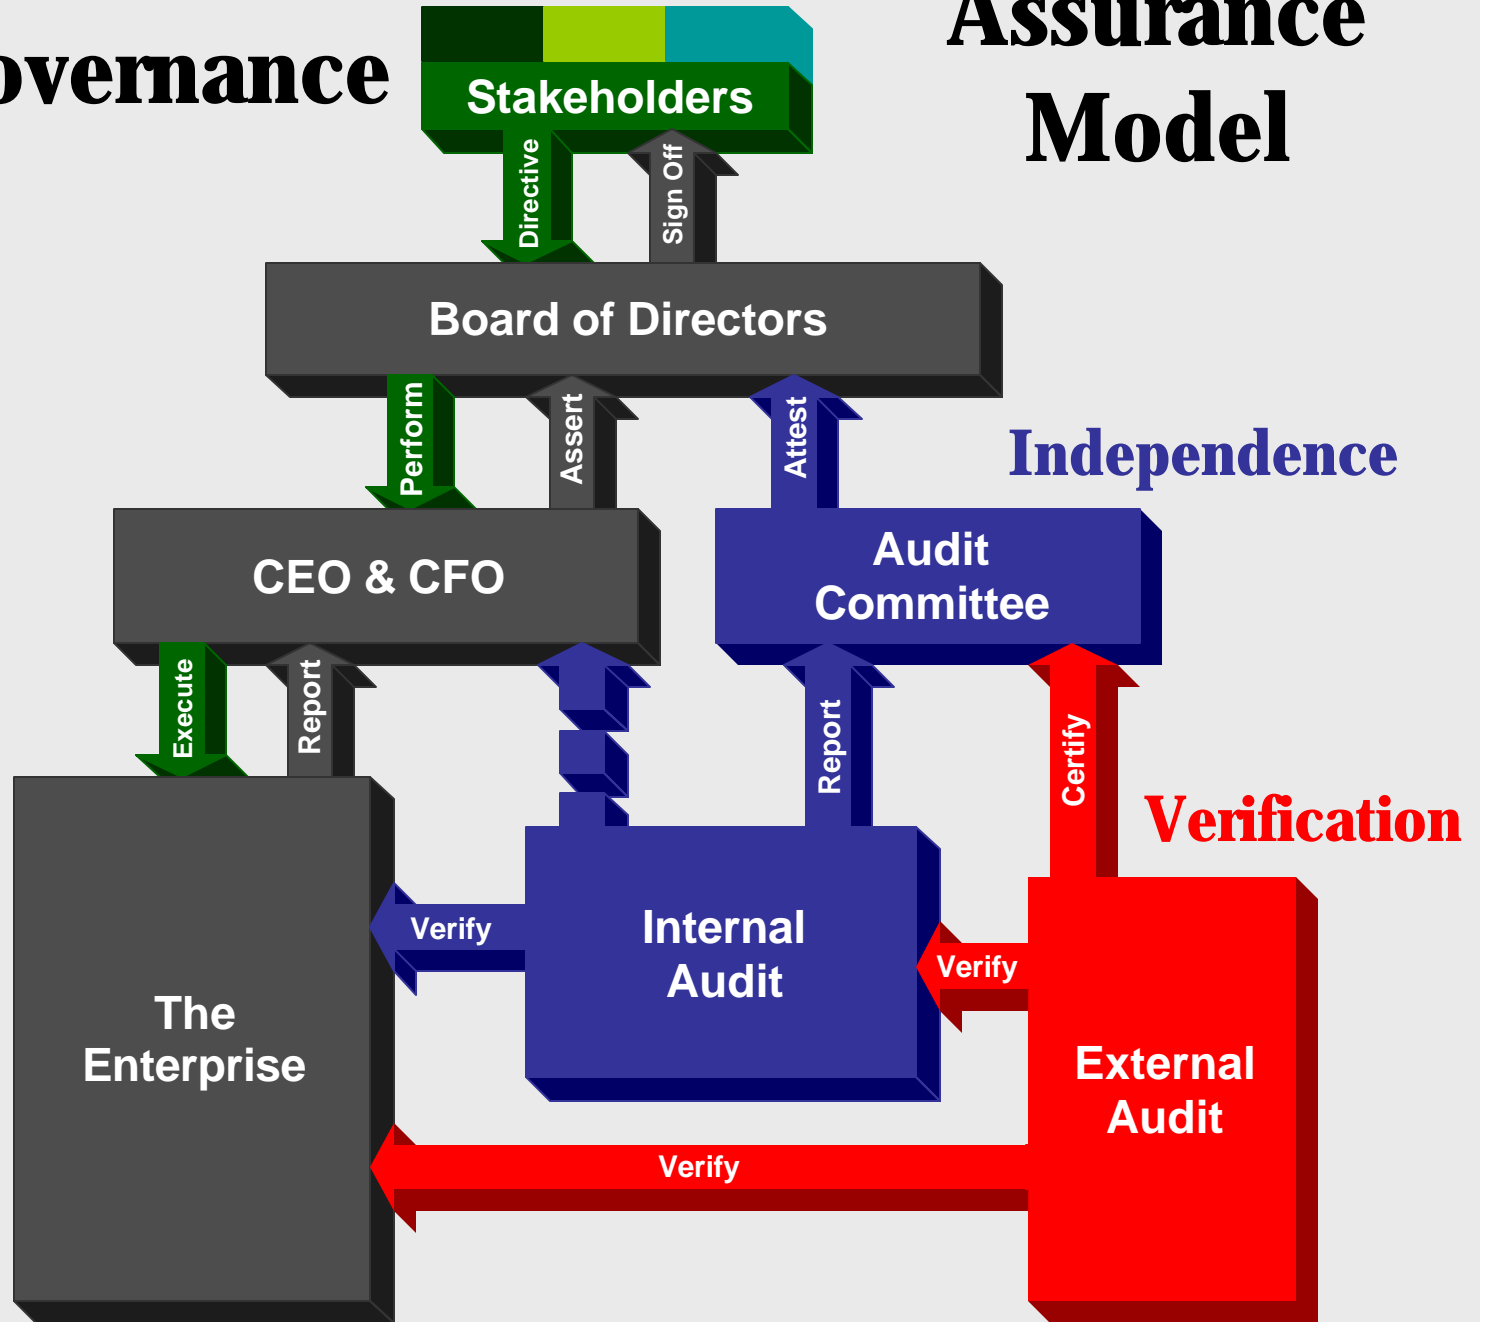 overnance
Assurance
Model
Stakeholders
Directive
Sign Off
Board of Directors
Perform
Assert
Attest
Independence
CEO & CFO
Audit
Committee
Execute
Report
Report
Certify
Verification
Verify
Internal
Audit
Verify
The
Enterprise
External
Audit
Verify